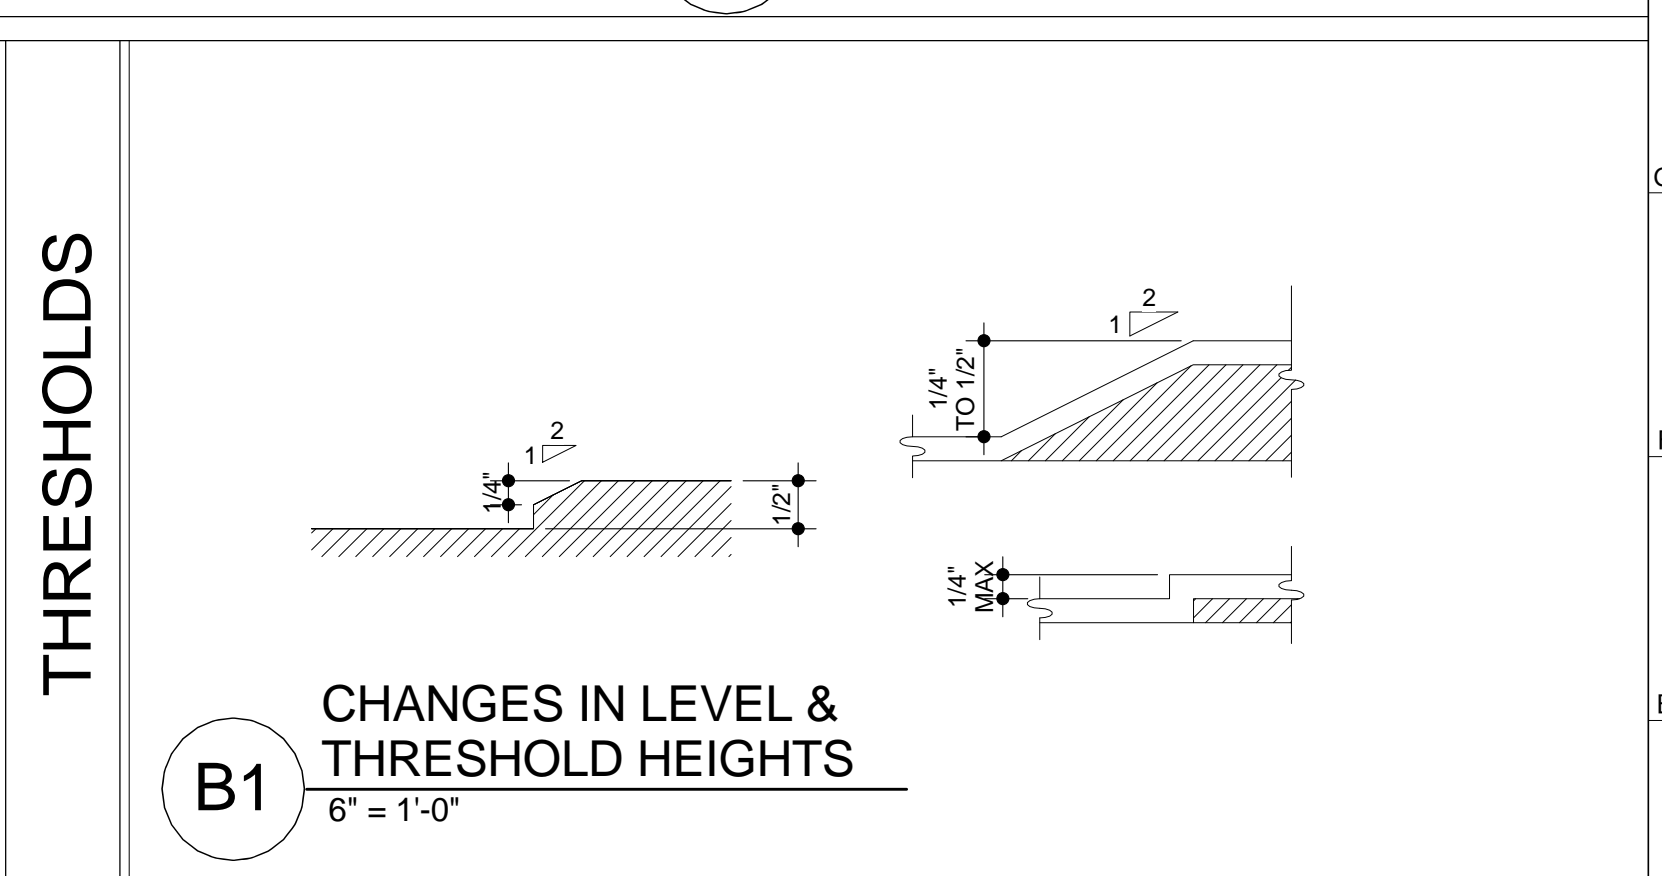 THRESHOLDS
2
1
1/4"
1/2"
2
1
1/4"
TO 1/2"
1/4"
MAX
CHANGES IN LEVEL &
THRESHOLD HEIGHTS
B1
6" = 1'-0"